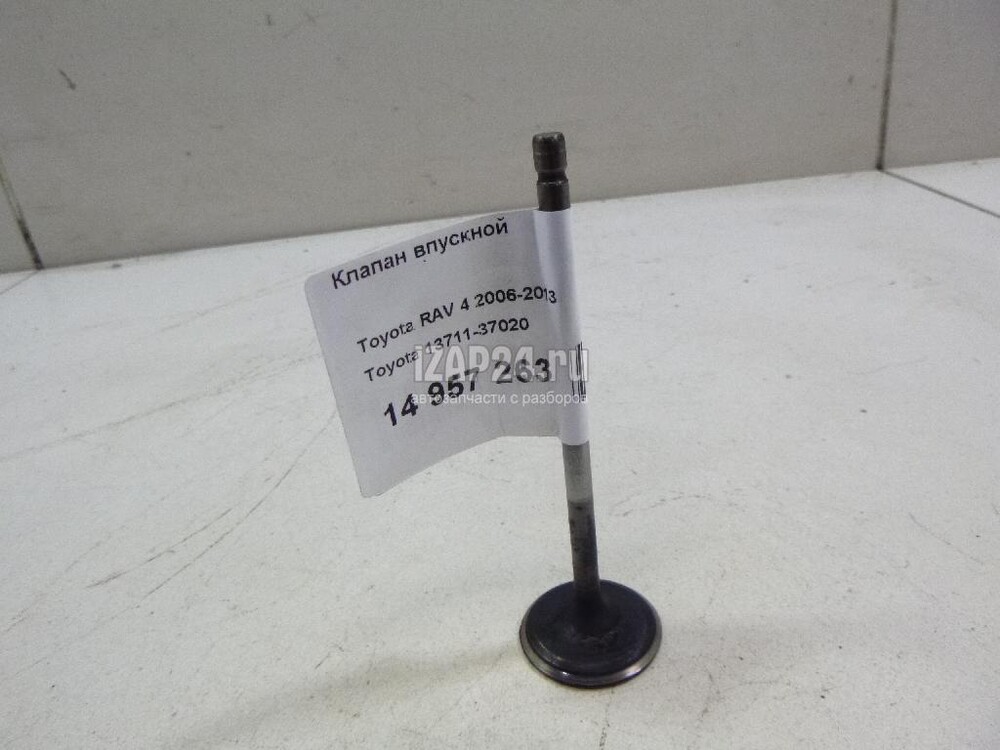 Клапан впускной
Toyota RAV 4 2006-2013
Toyota 13711-37020
iZAP24.ru
14 957 263
автозапчасти с разборов